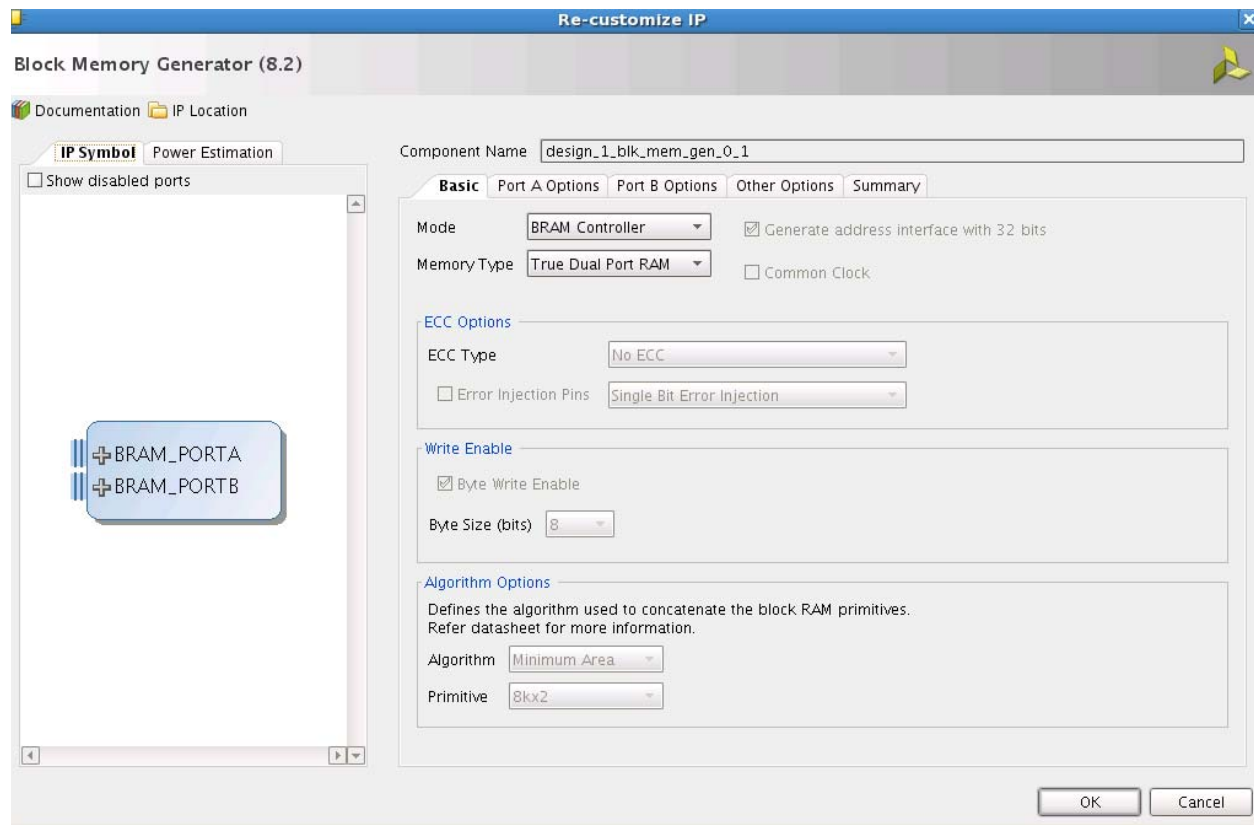 Re-customize IP
Block Memory Generator (8.2)
Documentation IP Location
IP Symbol Power Estimation
Show disabled ports
BRAM_PORTA
BRAM_PORTB
Component Name design_1_blk_mem_gen_0_1
Basic Port A Options Port B Options Other Options Summary
Mode BRAM Controller Generate address interface with 32 bits
Memory Type True Dual Port RAM Common Clock
ECC Options
ECC Type No ECC
Error Injection Pins Single Bit Error Injection
Write Enable
Byte Write Enable
Byte Size (bits) 8
Algorithm Options
Defines the algorithm used to concatenate the block RAM primitives.
Refer datasheet for more information.
Algorithm Minimum Area
Primitive 8kx2
OK Cancel